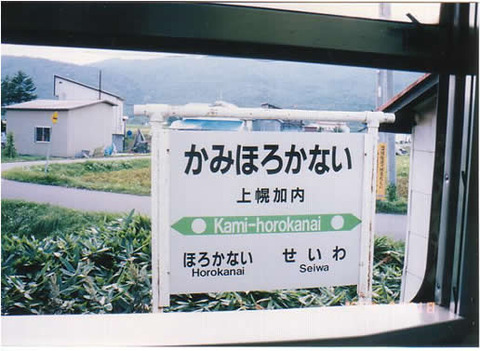 かみほろかない
上幌加内
Kami-horokanai
ほろかない せいわ
Horokanai Seiwa